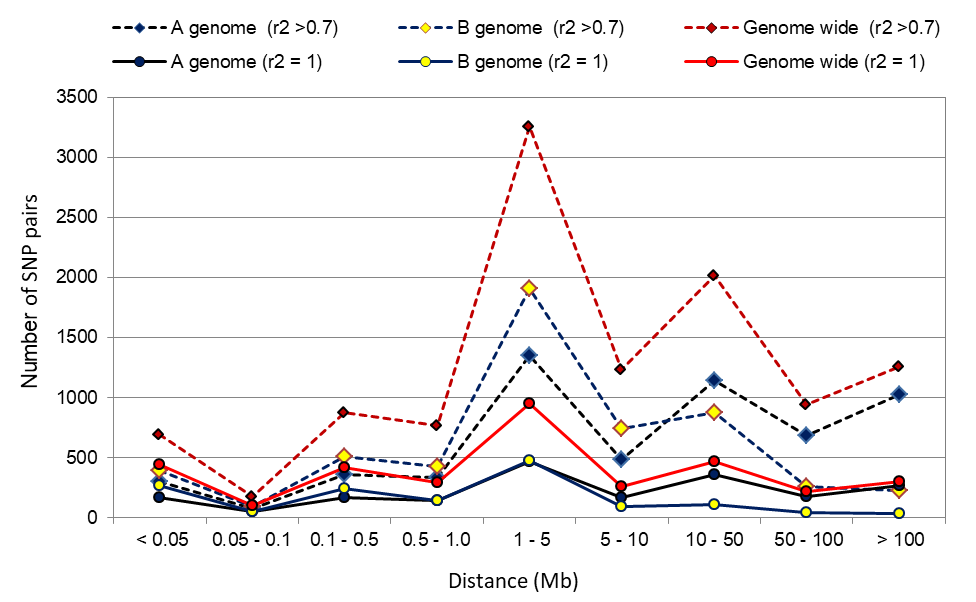 A genome (r2 >0.7) B genome (r2 >0.7) Genome wide (r2 >0.7)
A genome (r2 = 1) B genome (r2 = 1) Genome wide (r2 = 1)
3500
3000
2500
2000
1500
1000
500
0
Number of SNP pairs
< 0.05 0.05 - 0.1 0.1 - 0.5 0.5 - 1.0 1 - 5 5 - 10 10 - 50 50 - 100 > 100
Distance (Mb)